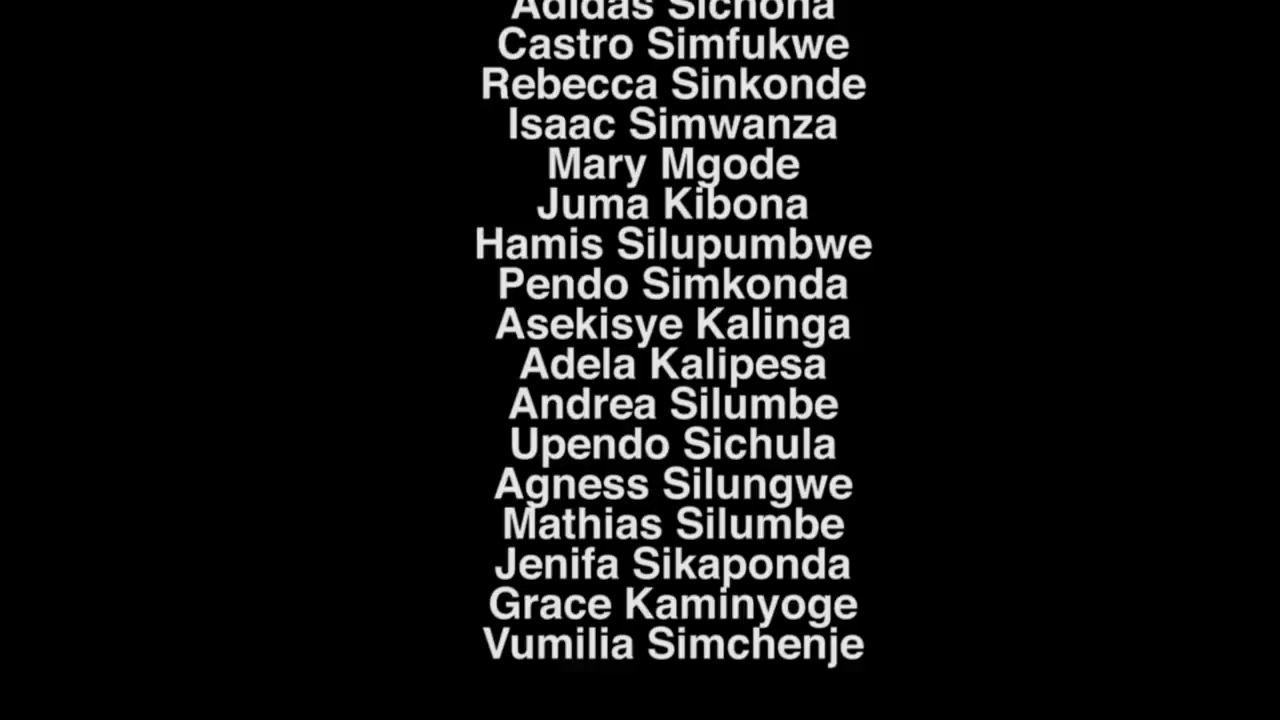 Adidas Sichona
Castro Simfukwe
Rebecca Sinkonde
Isaac Simwanza
Mary Mgode
Juma Kibona
Hamis Silupumbwe
Pendo Simkonda
Asekisye Kalinga
Adela Kalipesa
Andrea Silumbe
Upendo Sichula
Agness Silungwe
Mathias Silumbe
Jenifa Sikaponda
Grace Kaminyoge
Vumilia Simchenje